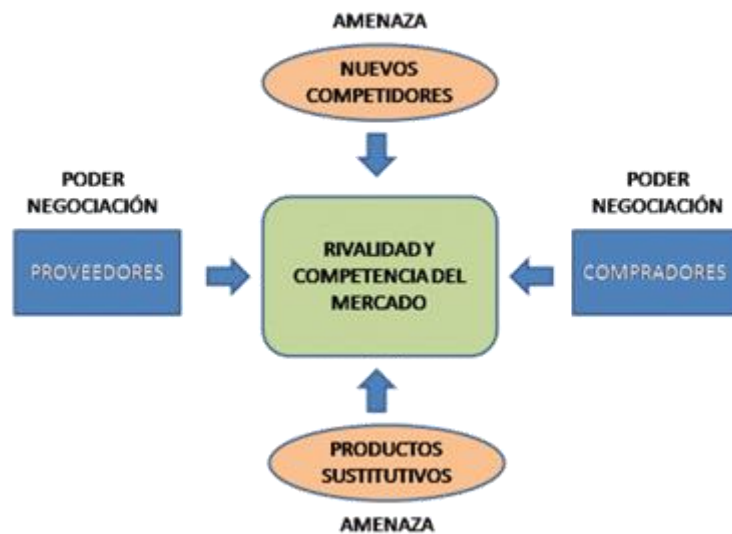 AMENAZA
NUEVOS
COMPETIDORES
PODER
NEGOCIACIÓN
PROVEEDORES
RIVALIDAD Y
COMPETENCIA DEL
MERCADO
PODER
NEGOCIACIÓN
COMPRADORES
PRODUCTOS
SUSTITUTIVOS
AMENAZA